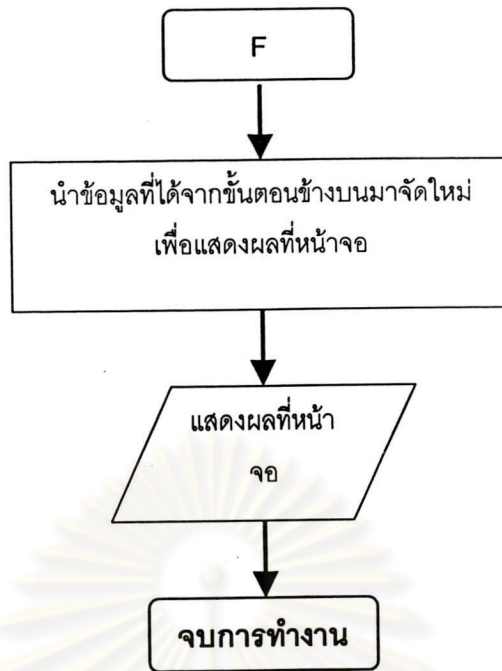 F
นำข้อมูลที่ได้จากขั้นตอนข้างบนมาจัดใหม่
เพื่อแสดงผลที่หน้าจอ
แสดงผลที่หน้า
จอ
จบการทำงาน